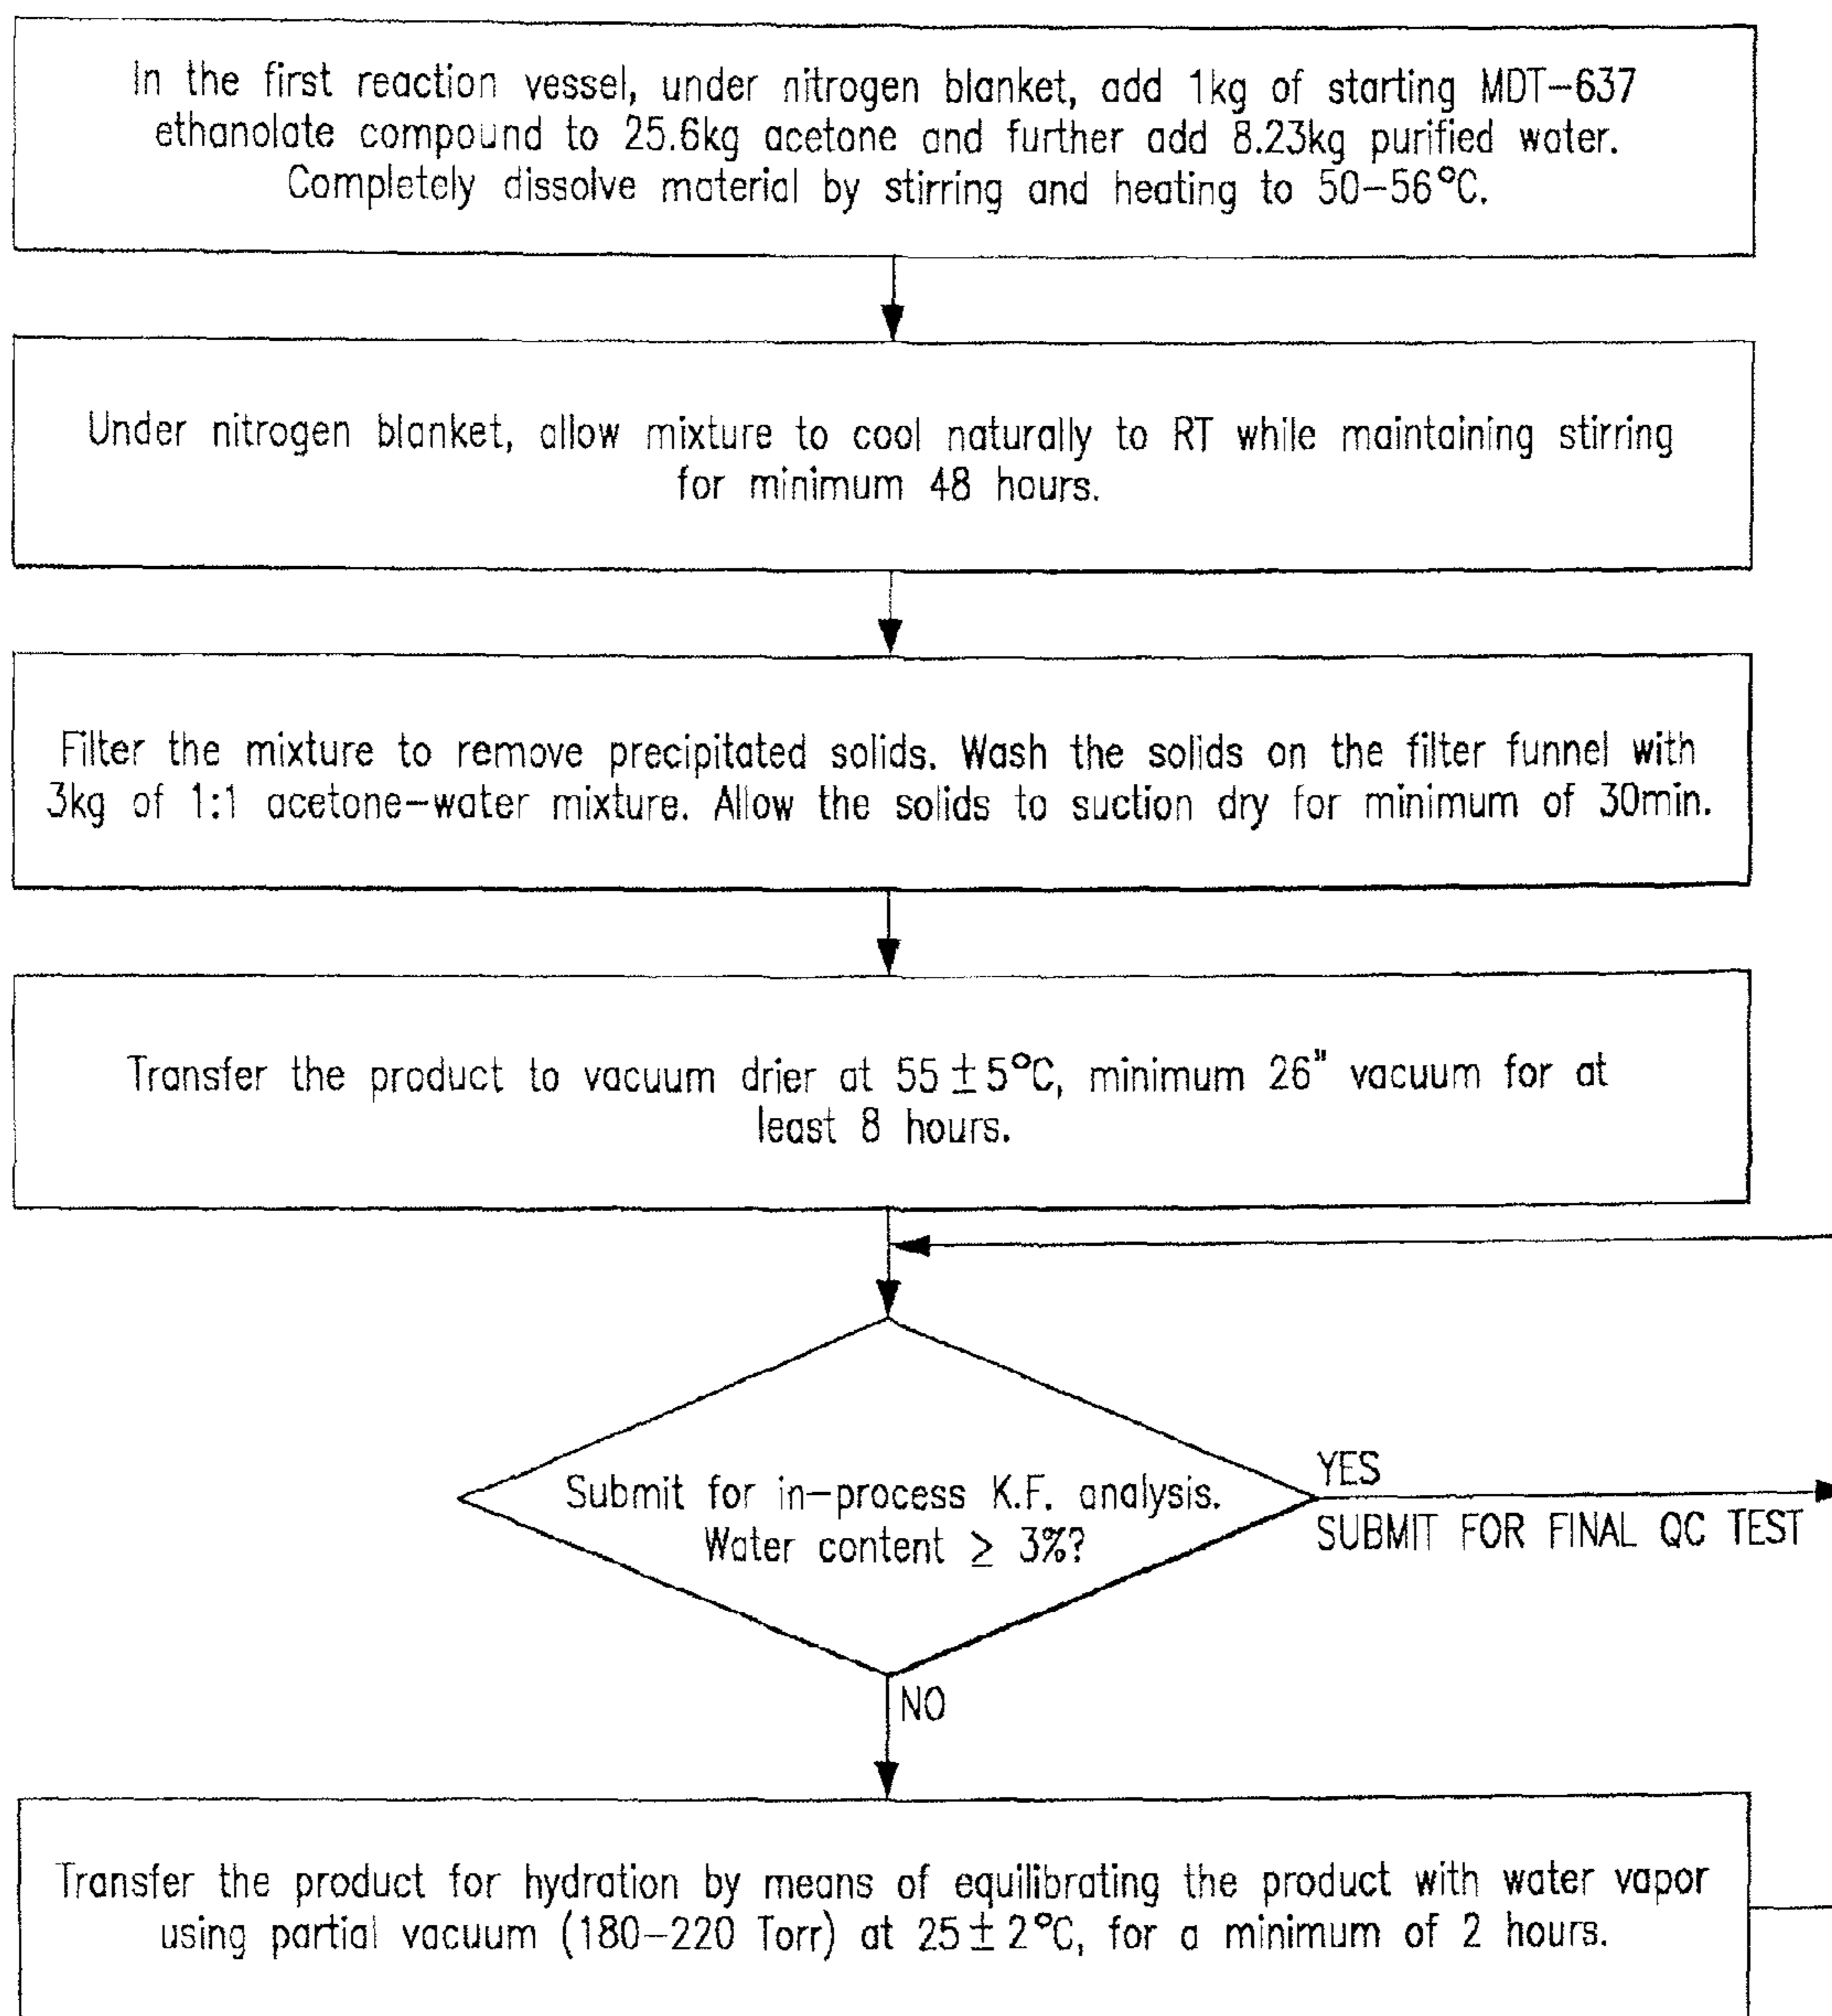 In the first reaction vessel, under nitrogen blanket, add 1kg of starting MDT-637
ethanolate compound to 25.6kg acetone and further add 8.23kg purified water.
Completely dissolve material by stirring and heating to 50-56°C.
Under nitrogen blanket, allow mixture to cool naturally to RT while maintaining stirring
for minimum 48 hours.
Filter the mixture to remove precipitated solids. Wash the solids on the filter funnel with
3kg of 1:1 acetone-water mixture. Allow the solids to suction dry for minimum of 30min.
Transfer the product to vacuum drier at 55±5°C, minimum 26" vacuum for at
least 8 hours.
Submit for in-process K.F. analysis.
Water content ≥ 3%?
YES
SUBMIT FOR FINAL QC TEST
NO
Transfer the product for hydration by means of equilibrating the product with water vapor
using partial vacuum (180-220 Torr) at 25±2°C, for a minimum of 2 hours.